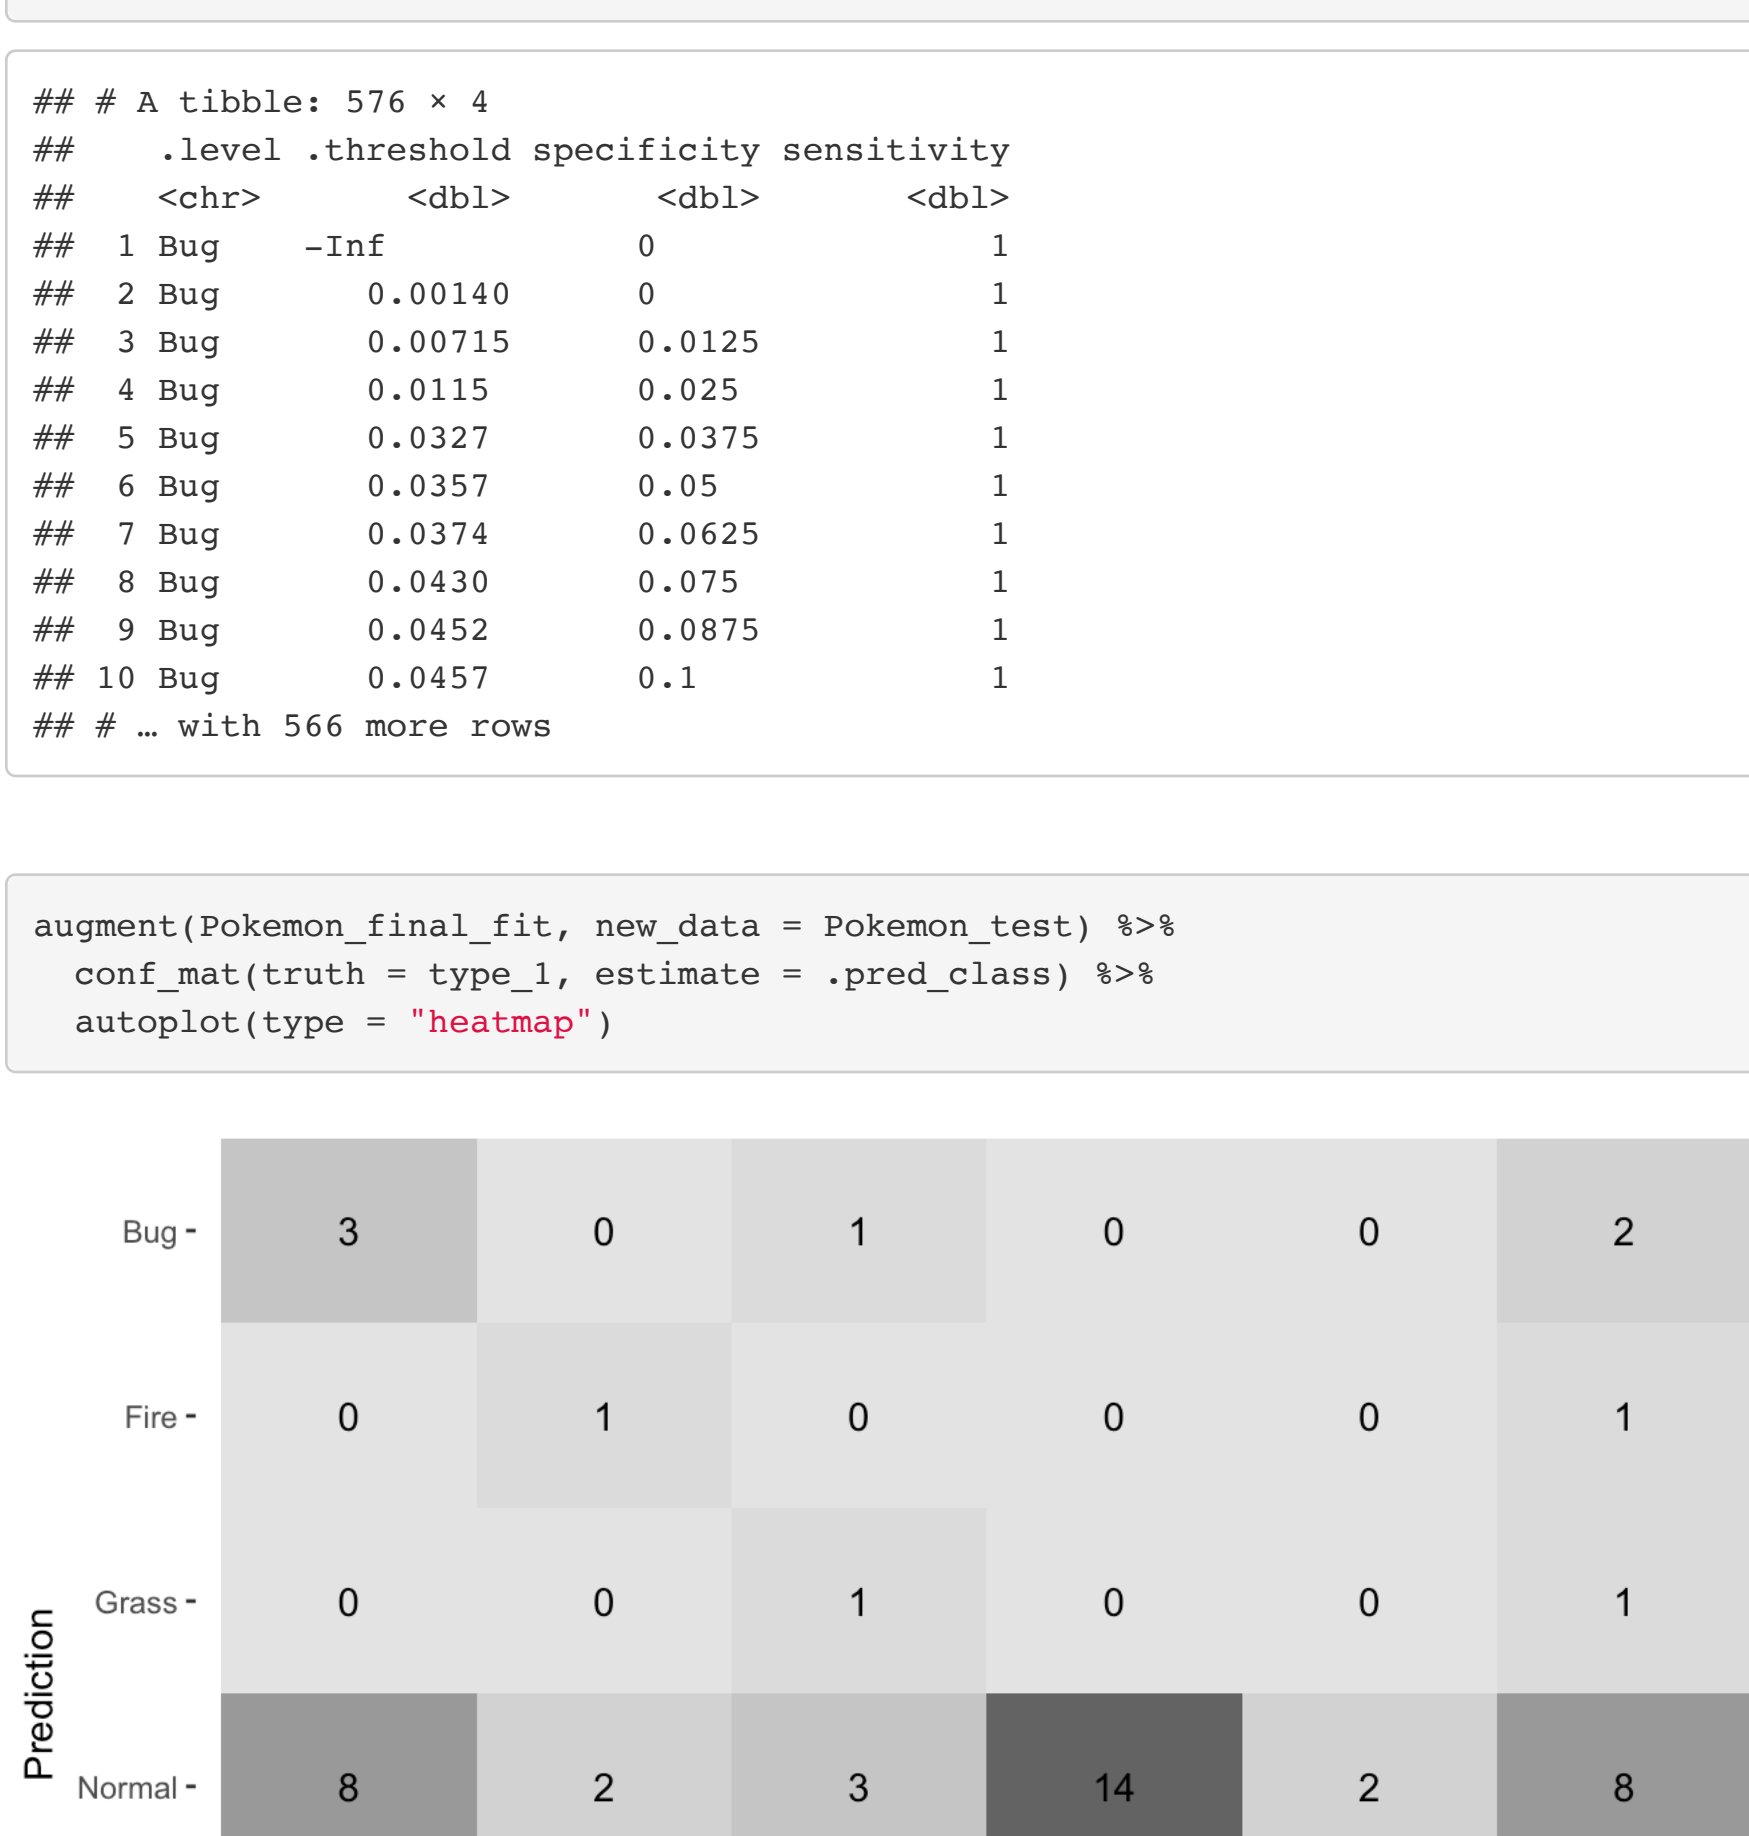 ## # A tibble: 576 × 4
##    .level .threshold specificity sensitivity
##    <chr>       <dbl>       <dbl>       <dbl>
##  1 Bug    -Inf            0                1
##  2 Bug       0.00140      0                1
##  3 Bug       0.00715      0.0125           1
##  4 Bug       0.0115       0.025            1
##  5 Bug       0.0327       0.0375           1
##  6 Bug       0.0357       0.05             1
##  7 Bug       0.0374       0.0625           1
##  8 Bug       0.0430       0.075            1
##  9 Bug       0.0452       0.0875           1
## 10 Bug       0.0457       0.1              1
## # … with 566 more rows
augment(Pokemon_final_fit, new_data = Pokemon_test) %>%
  conf_mat(truth = type_1, estimate = .pred_class) %>%
  autoplot(type = "heatmap")
Bug 3 0 1 0 0 2
Fire 0 1 0 0 0 1
Grass 0 0 1 0 0 1
Prediction
Normal 8 2 3 14 2 8